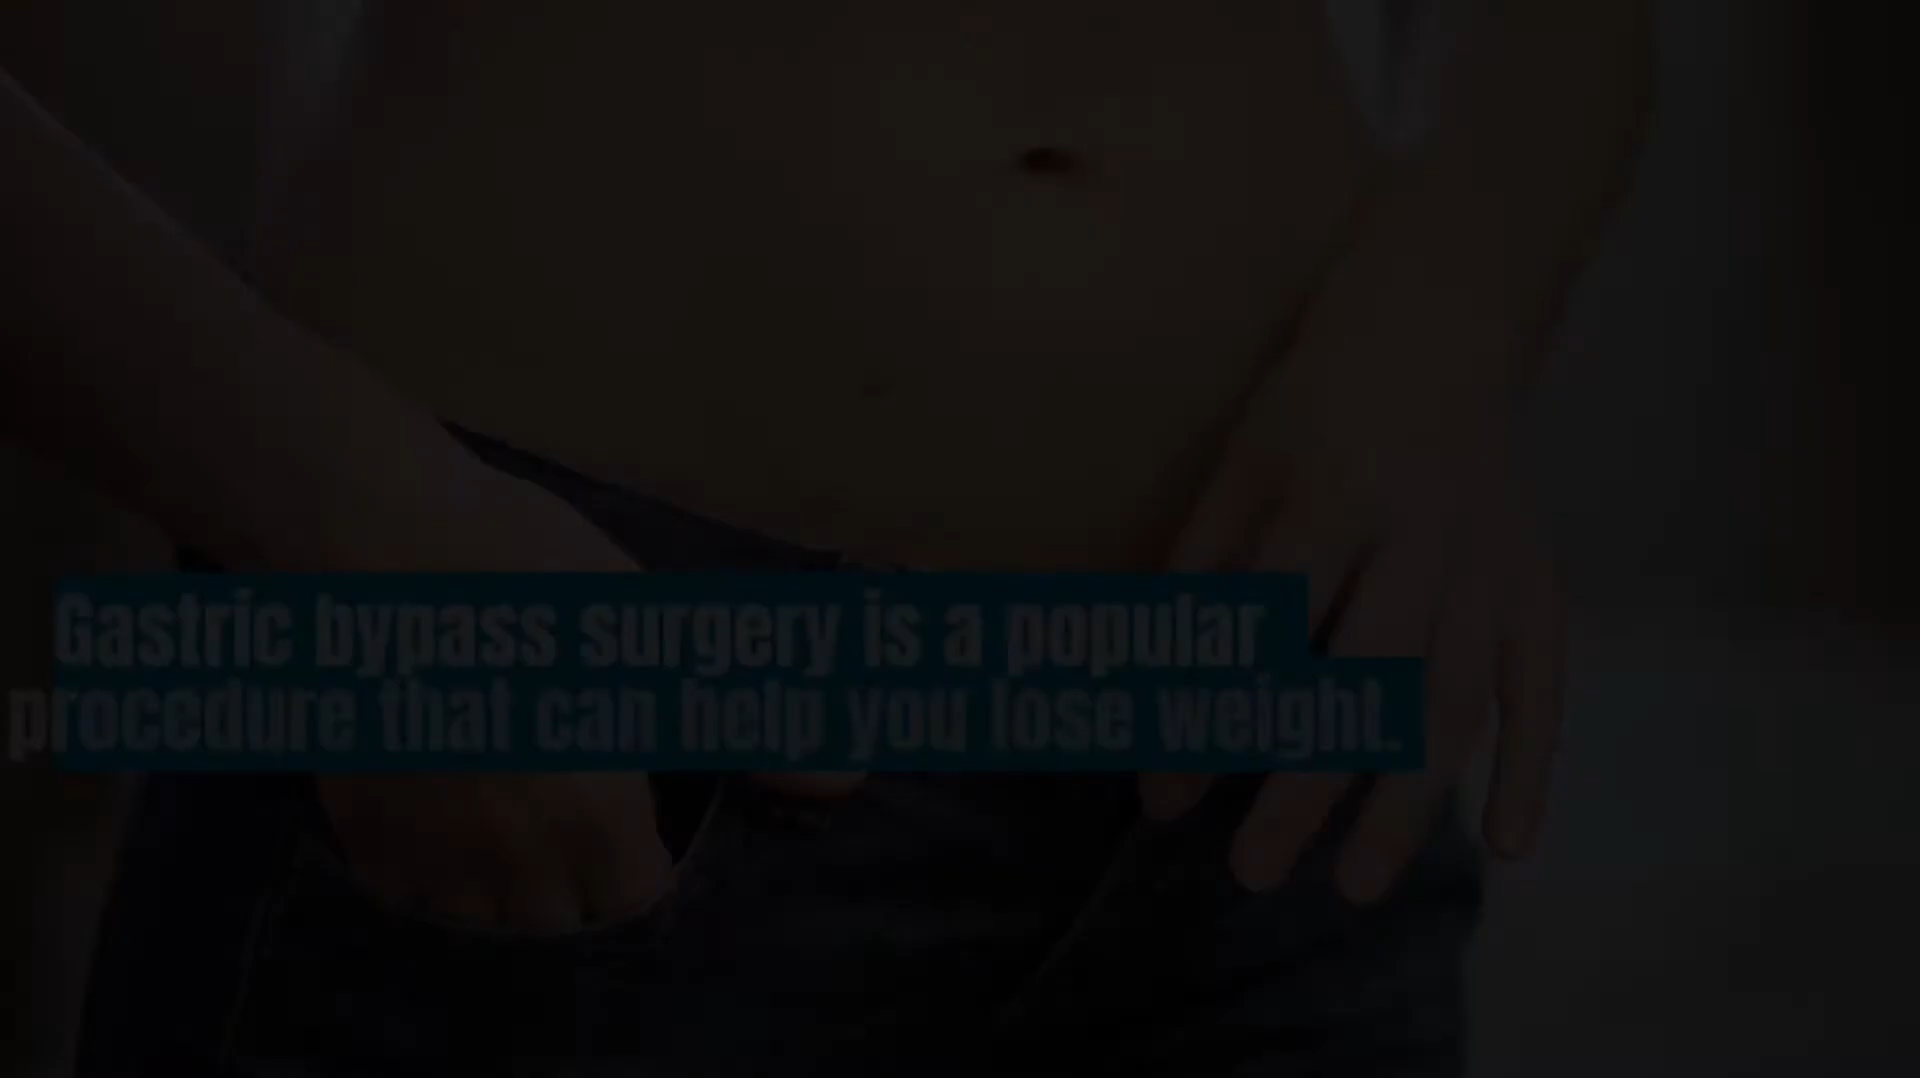 Gastric bypass surgery is a popular
procedure that can help you lose weight.